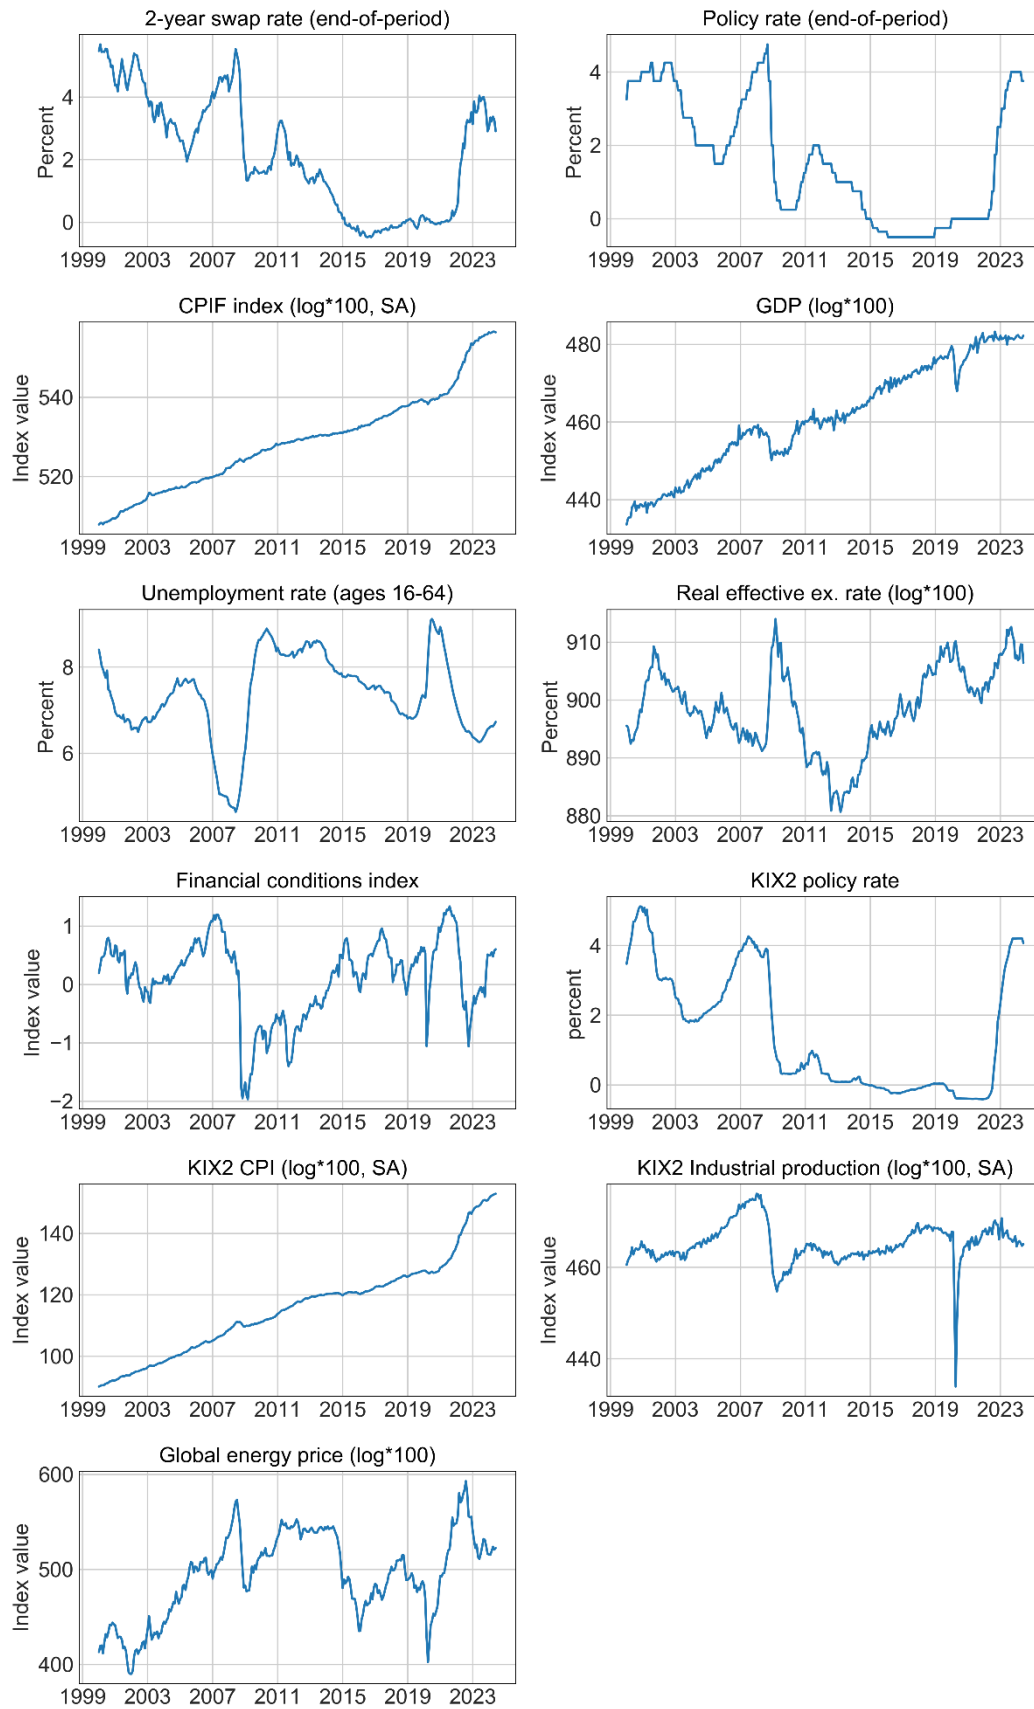 2-year swap rate (end-of-period)
Percent
4
2
0
1999 2003 2007 2011 2015 2019 2023
Policy rate (end-of-period)
Percent
4
2
0
1999 2003 2007 2011 2015 2019 2023
CPIF index (log*100, SA)
Index value
540
520
1999 2003 2007 2011 2015 2019 2023
GDP (log*100)
Index value
480
460
440
1999 2003 2007 2011 2015 2019 2023
Unemployment rate (ages 16-64)
Percent
8
6
1999 2003 2007 2011 2015 2019 2023
Real effective ex. rate (log*100)
Percent
910
900
890
880
1999 2003 2007 2011 2015 2019 2023
Financial conditions index
Index value
1
0
−1
−2
1999 2003 2007 2011 2015 2019 2023
KIX2 policy rate
percent
4
2
0
1999 2003 2007 2011 2015 2019 2023
KIX2 CPI (log*100, SA)
Index value
140
120
100
1999 2003 2007 2011 2015 2019 2023
KIX2 Industrial production (log*100, SA)
Index value
460
440
1999 2003 2007 2011 2015 2019 2023
Global energy price (log*100)
Index value
600
500
400
1999 2003 2007 2011 2015 2019 2023